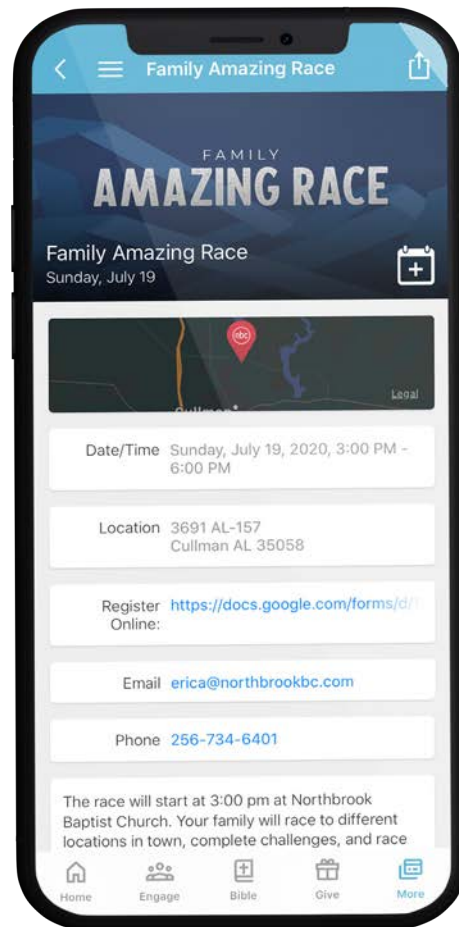 Family Amazing Race
FAMILY
AMAZING RACE
Family Amazing Race
Sunday, July 19
nbc
Legal
Cullman
Date/Time Sunday, July 19, 2020, 3:00 PM -
6:00 PM
Location 3691 AL-157
Cullman AL 35058
Register https://docs.google.com/forms/d/
Online:
Email erica@northbrookbc.com
Phone 256-734-6401
The race will start at 3:00 pm at Northbrook
Baptist Church. Your family will race to different
locations in town, complete challenges, and race
Home Engage Bible Give More